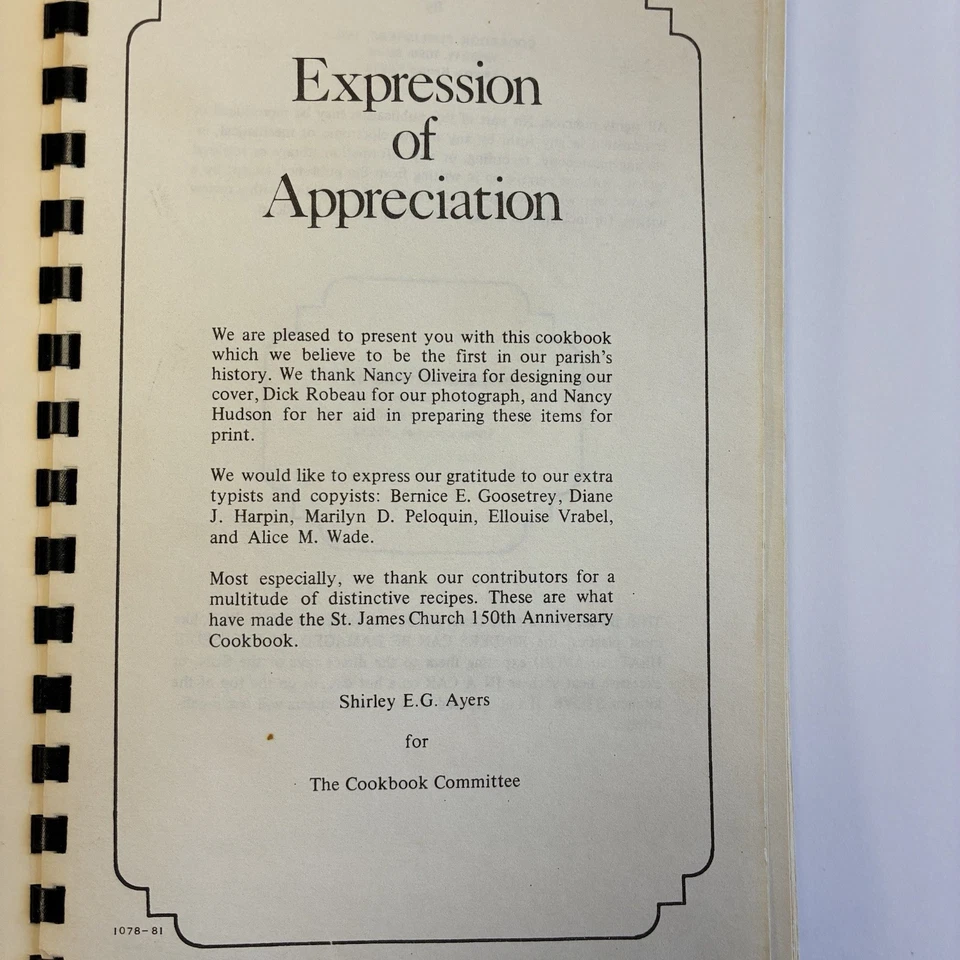 Expression
of
Appreciation
We are pleased to present you with this cookbook
which we believe to be the first in our parish's
history. We thank Nancy Oliveira for designing our
cover, Dick Robeau for our photograph, and Nancy
Hudson for her aid in preparing these items for
print.
We would like to express our gratitude to our extra
typists and copyists: Bernice E. Goosetrey, Diane
J. Harpin, Marilyn D. Peloquin, Ellouise Vrabel,
and Alice M. Wade.
Most especially, we thank our contributors for a
multitude of distinctive recipes. These are what
have made the St. James Church 150th Anniversary
Cookbook.
Shirley E.G. Ayers
for
The Cookbook Committee
1078-81